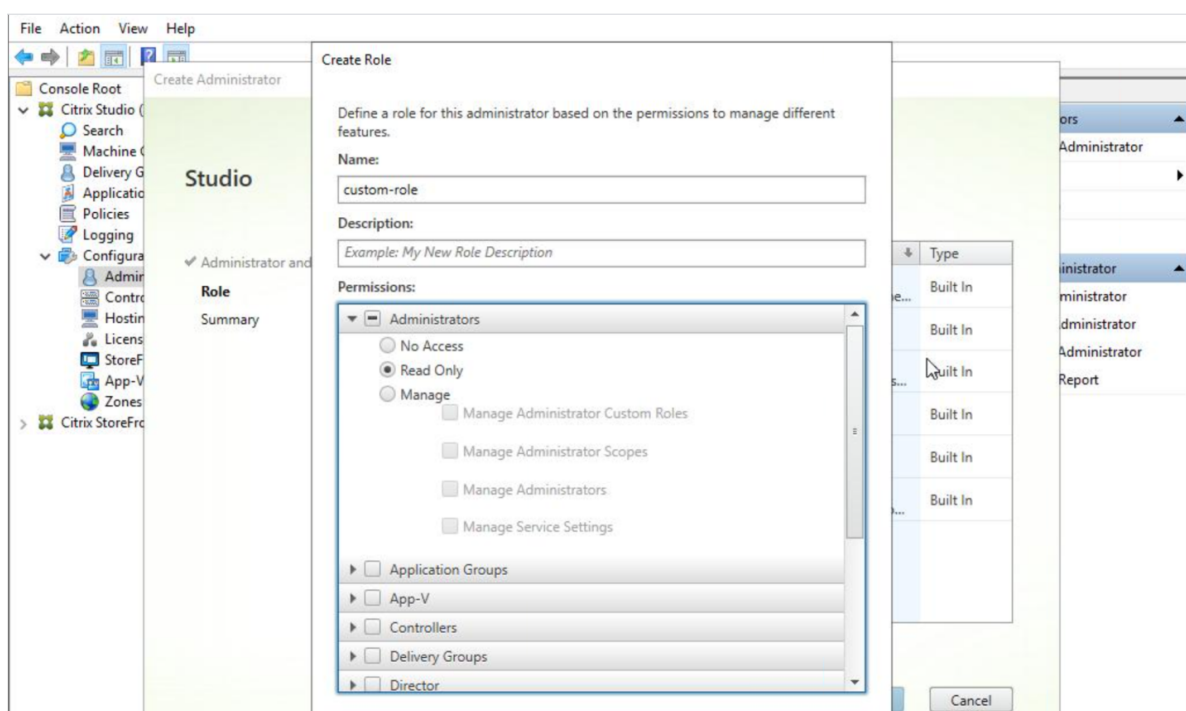 File Action View Help
Create Role
Create Administrator
Console Root
Citrix Studio (
Search
Machine
Delivery G
Applicatio
Policies
Logging
Configura
Admir
Contro
Hostin
Licens
StoreF
App-V
Zones
Citrix StoreFro
Studio
Administrator and
Role
Summary
Define a role for this administrator based on the permissions to manage different
features.
Name:
custom-role
Description:
Example: My New Role Description
Permissions:
Administrators
No Access
Read Only
Manage
Manage Administrator Custom Roles
Manage Administrator Scopes
Manage Administrators
Manage Service Settings
Application Groups
App-V
Controllers
Delivery Groups
Director
Type
e... Built In
Built In
s... Built In
Built In
Built In
Built In
Cancel
ors
Administrator
inistrator
ministrator
dministrator
Administrator
Report